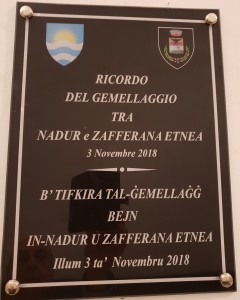 RICORDO
DEL GEMELLAGGIO
TRA
NADUR e ZAFFERANA ETNEA
3 Novembre 2018
B' TIFKIRA TAL-ĠEMELLAĠĠ
BEJN
IN-NADUR U ZAFFERANA ETNEA
Illum 3 ta' Novembru 2018